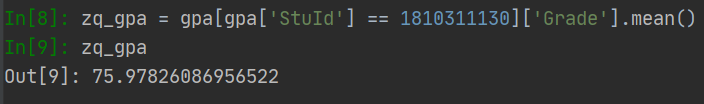 In[8]: zq_gpa = gpa[gpa['StuId'] == 1810311130]['Grade'].mean()
In[9]: zq_gpa
Out[9]: 75.97826086956522